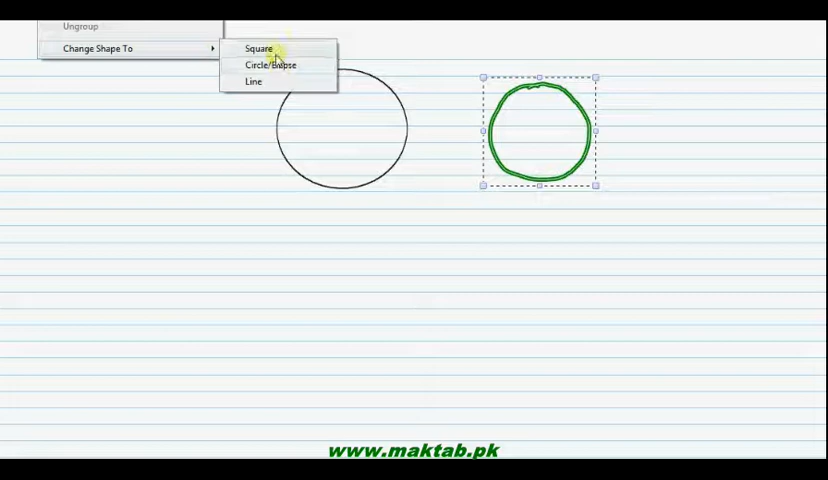 Ungroup
Change Shape To
Square
Circle/Ellipse
Line
www.maktab.pk